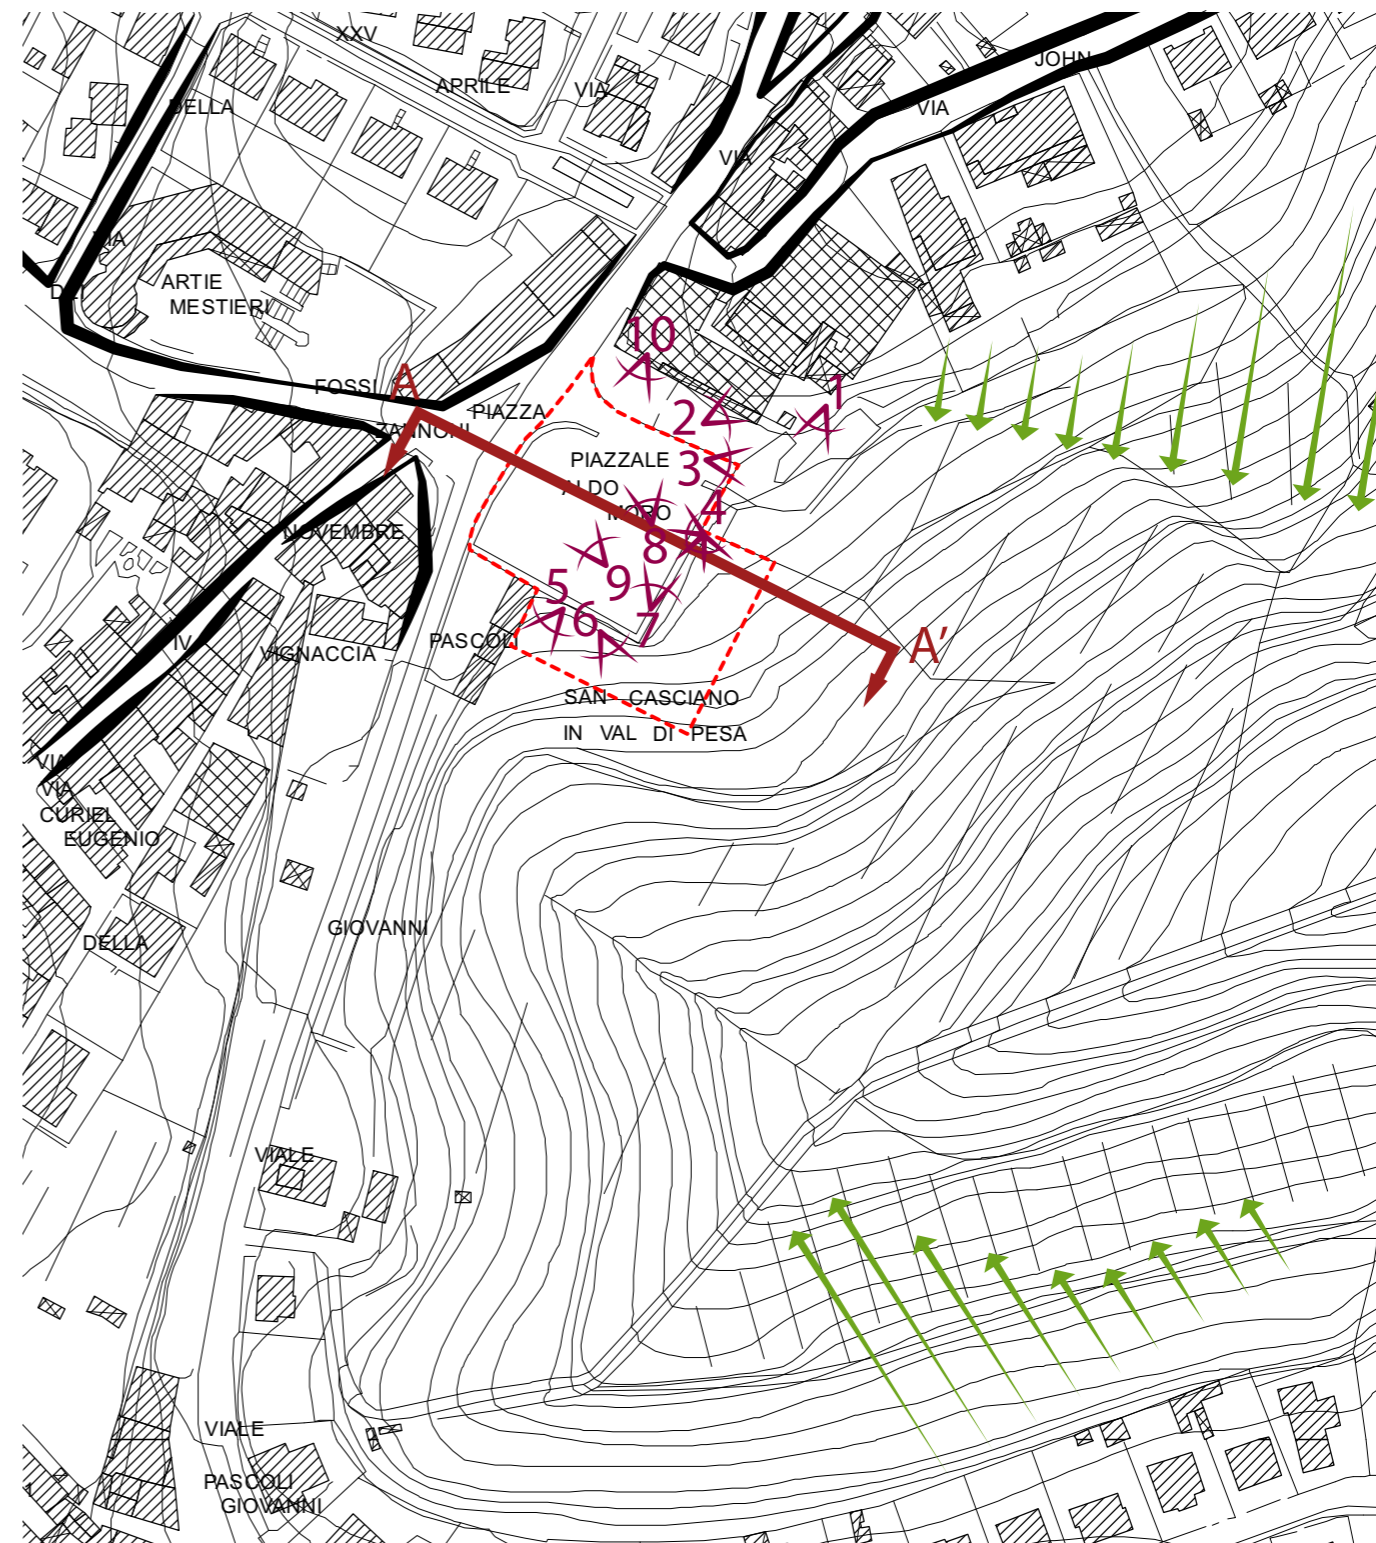 XXV
JOHN
APRILE
VIA
DELLA
VIA
VIA
VIA
ARTIE
MESTIERI
DEI
10
FOSSI
A
1
PIAZZA
2
ZANNONI
PIAZZALE
3
ALDO
MORO
4
NOVEMBRE
8
5
9
6
7
IV
VIGNACCIA
PASCOLI
A'
SAN CASCIANO
IN VAL DI PESA
VIA
VIA
CURIEL
EUGENIO
GIOVANNI
DELLA
VIALE
VIALE
PASCOLI
GIOVANNI